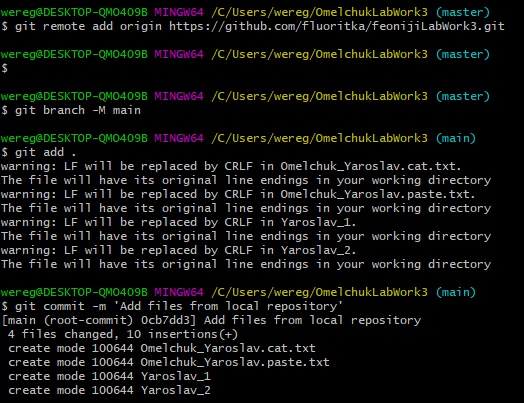 wereg@DESKTOP-QMO409B MINGW64 /C/Users/wereg/OmelchukLabWork3 (master)
$ git remote add origin https://github.com/fluoritka/feonijiLabWork3.git

wereg@DESKTOP-QMO409B MINGW64 /C/Users/wereg/OmelchukLabWork3 (master)
$

wereg@DESKTOP-QMO409B MINGW64 /C/Users/wereg/OmelchukLabWork3 (master)
$ git branch -M main

wereg@DESKTOP-QMO409B MINGW64 /C/Users/wereg/OmelchukLabWork3 (main)
$ git add .
warning: LF will be replaced by CRLF in Omelchuk_Yaroslav.cat.txt.
The file will have its original line endings in your working directory
warning: LF will be replaced by CRLF in Omelchuk_Yaroslav.paste.txt.
The file will have its original line endings in your working directory
warning: LF will be replaced by CRLF in Yaroslav_1.
The file will have its original line endings in your working directory
warning: LF will be replaced by CRLF in Yaroslav_2.
The file will have its original line endings in your working directory

wereg@DESKTOP-QMO409B MINGW64 /C/Users/wereg/OmelchukLabWork3 (main)
$ git commit -m 'Add files from local repository'
[main (root-commit) 0cb7dd3] Add files from local repository
 4 files changed, 10 insertions(+)
 create mode 100644 Omelchuk_Yaroslav.cat.txt
 create mode 100644 Omelchuk_Yaroslav.paste.txt
 create mode 100644 Yaroslav_1
 create mode 100644 Yaroslav_2